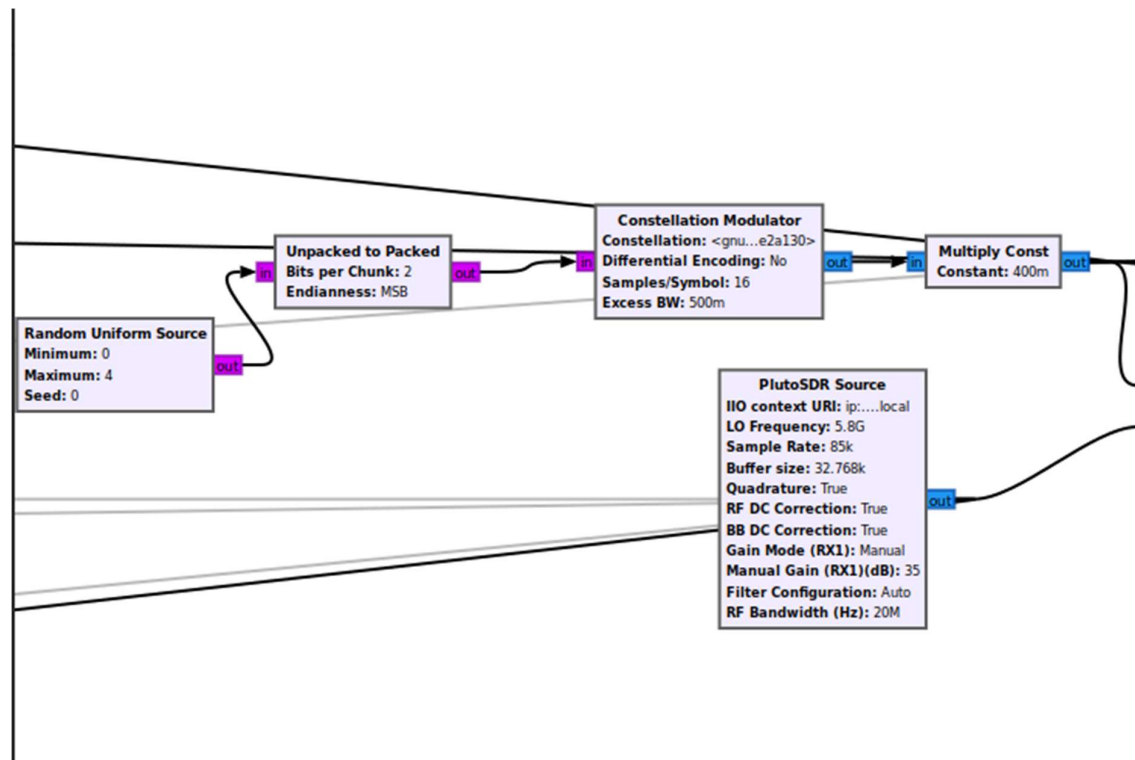 Constellation Modulator
Constellation: <gnu...e2a130>
Differential Encoding: No
Samples/Symbol: 16
Excess BW: 500m
in
out
Unpacked to Packed
Bits per Chunk: 2
Endianness: MSB
in
out
Multiply Const
Constant: 400m
in
out
Random Uniform Source
Minimum: 0
Maximum: 4
Seed: 0
out
PlutoSDR Source
IIO context URI: ip:....local
LO Frequency: 5.8G
Sample Rate: 85k
Buffer size: 32.768k
Quadrature: True
RF DC Correction: True
BB DC Correction: True
Gain Mode (RX1): Manual
Manual Gain (RX1)(dB): 35
Filter Configuration: Auto
RF Bandwidth (Hz): 20M
out